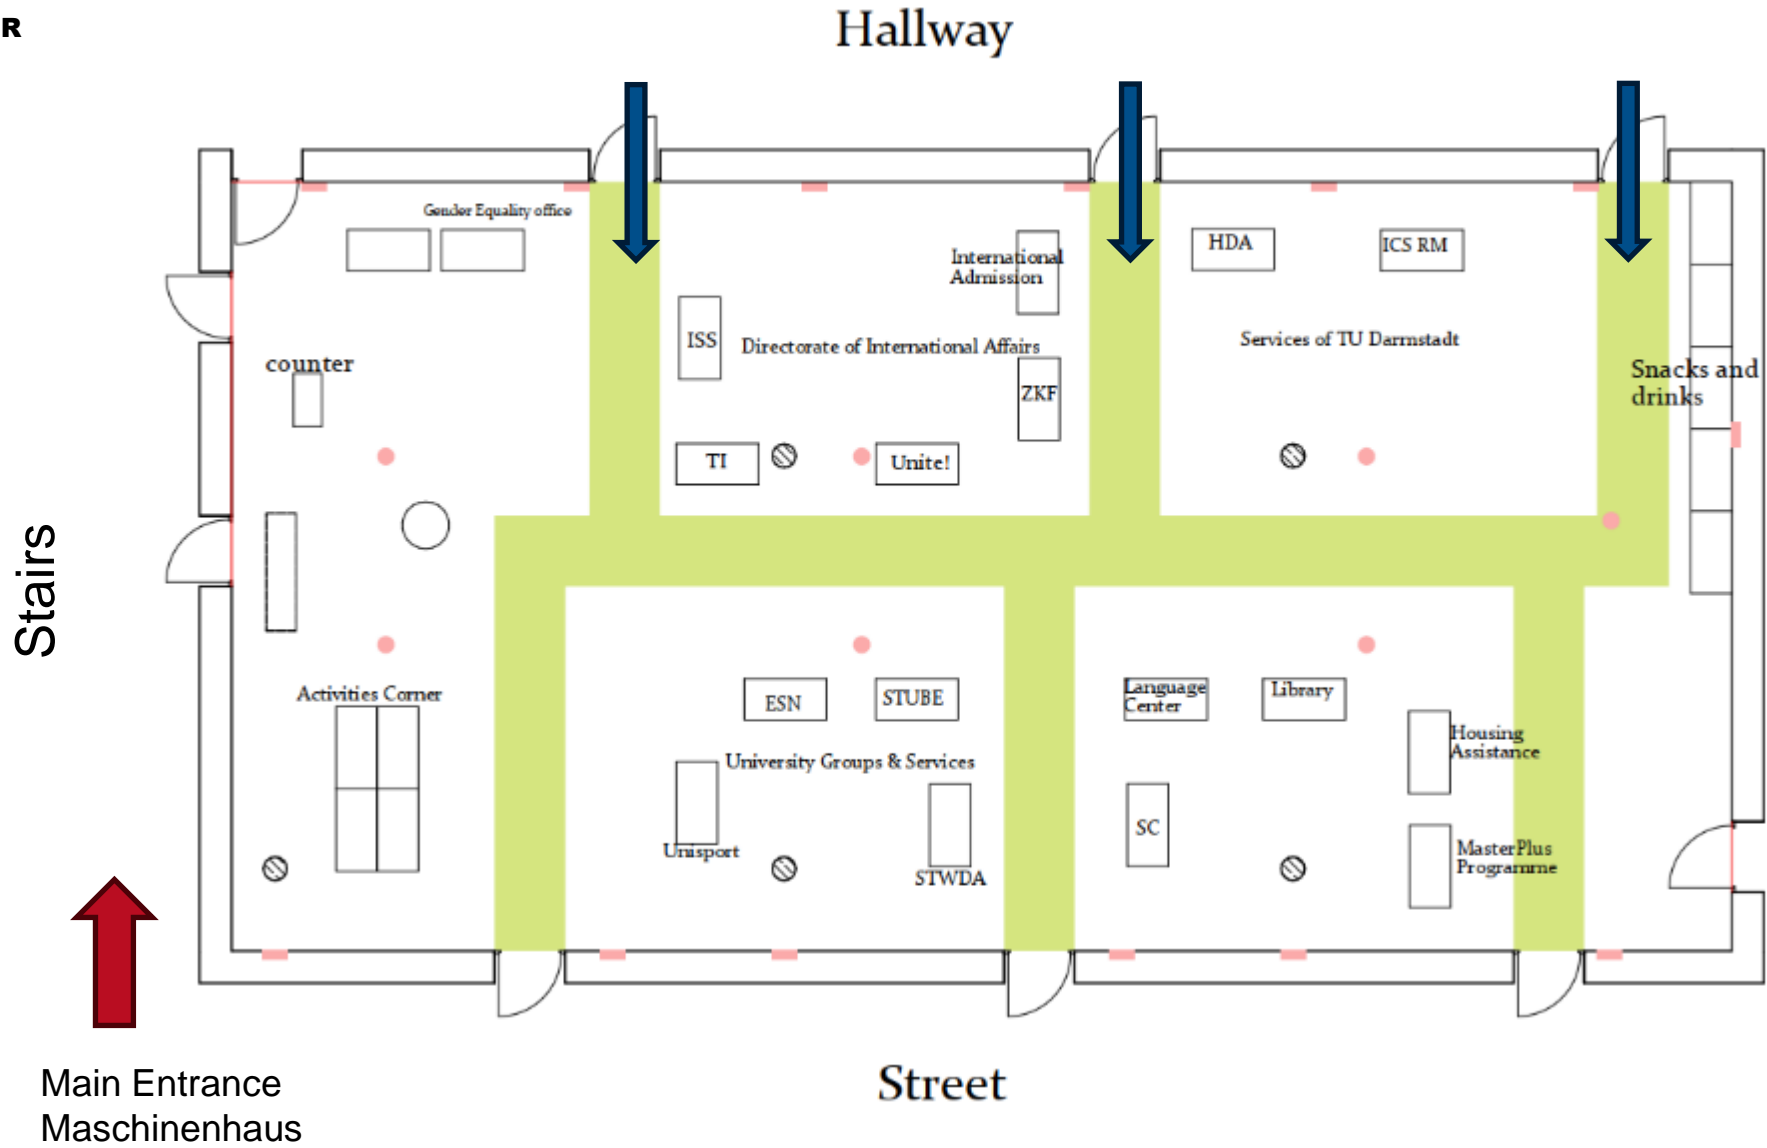 R
Hallway
Gender Equality office
International
Admission
HDA
ICS RM
ISS
Directorate of International Affairs
Services of TU Darmstadt
counter
Snacks and
drinks
ZKF
TI
Unite!
Stairs
Activities Corner
ESN
STUBE
Language
Center
Library
Housing
Assistance
University Groups & Services
SC
Unisport
STWDA
MasterPlus
Programme
Main Entrance
Maschinenhaus
Street